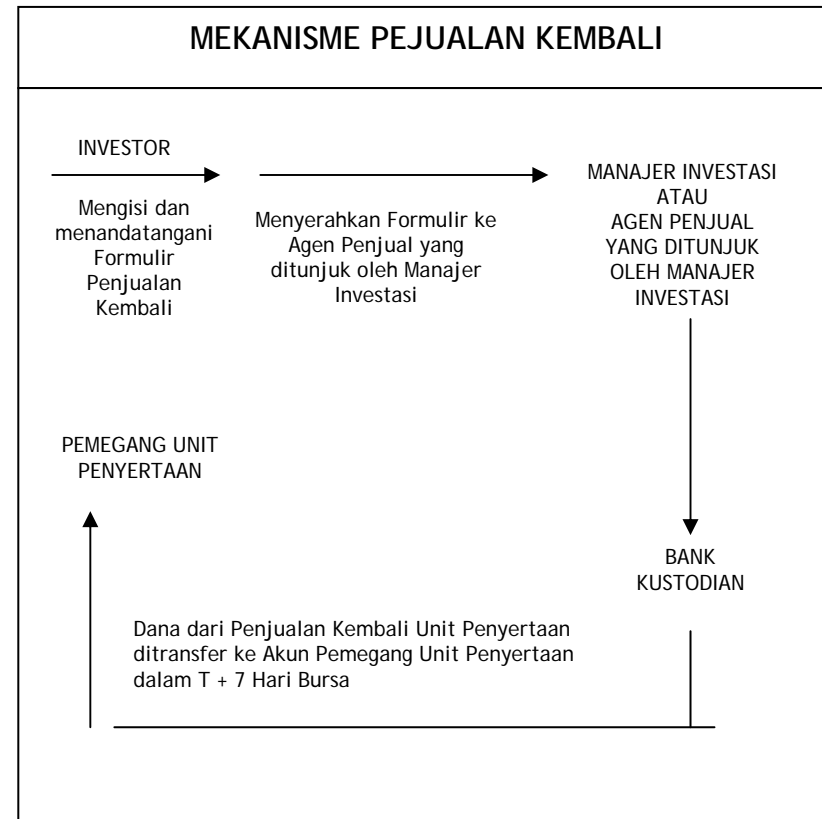 MEKANISME PEJUALAN KEMBALI
INVESTOR
Mengisi dan
menandatangani
Formulir
Penjualan
Kembali
Menyerahkan Formulir ke
Agen Penjual yang
ditunjuk oleh Manajer
Investasi
MANAJER INVESTASI
ATAU
AGEN PENJUAL
YANG DITUNJUK
OLEH MANAJER
INVESTASI
PEMEGANG UNIT
PENYERTAAN
BANK
KUSTODIAN
Dana dari Penjualan Kembali Unit Penyertaan
ditransfer ke Akun Pemegang Unit Penyertaan
dalam T + 7 Hari Bursa